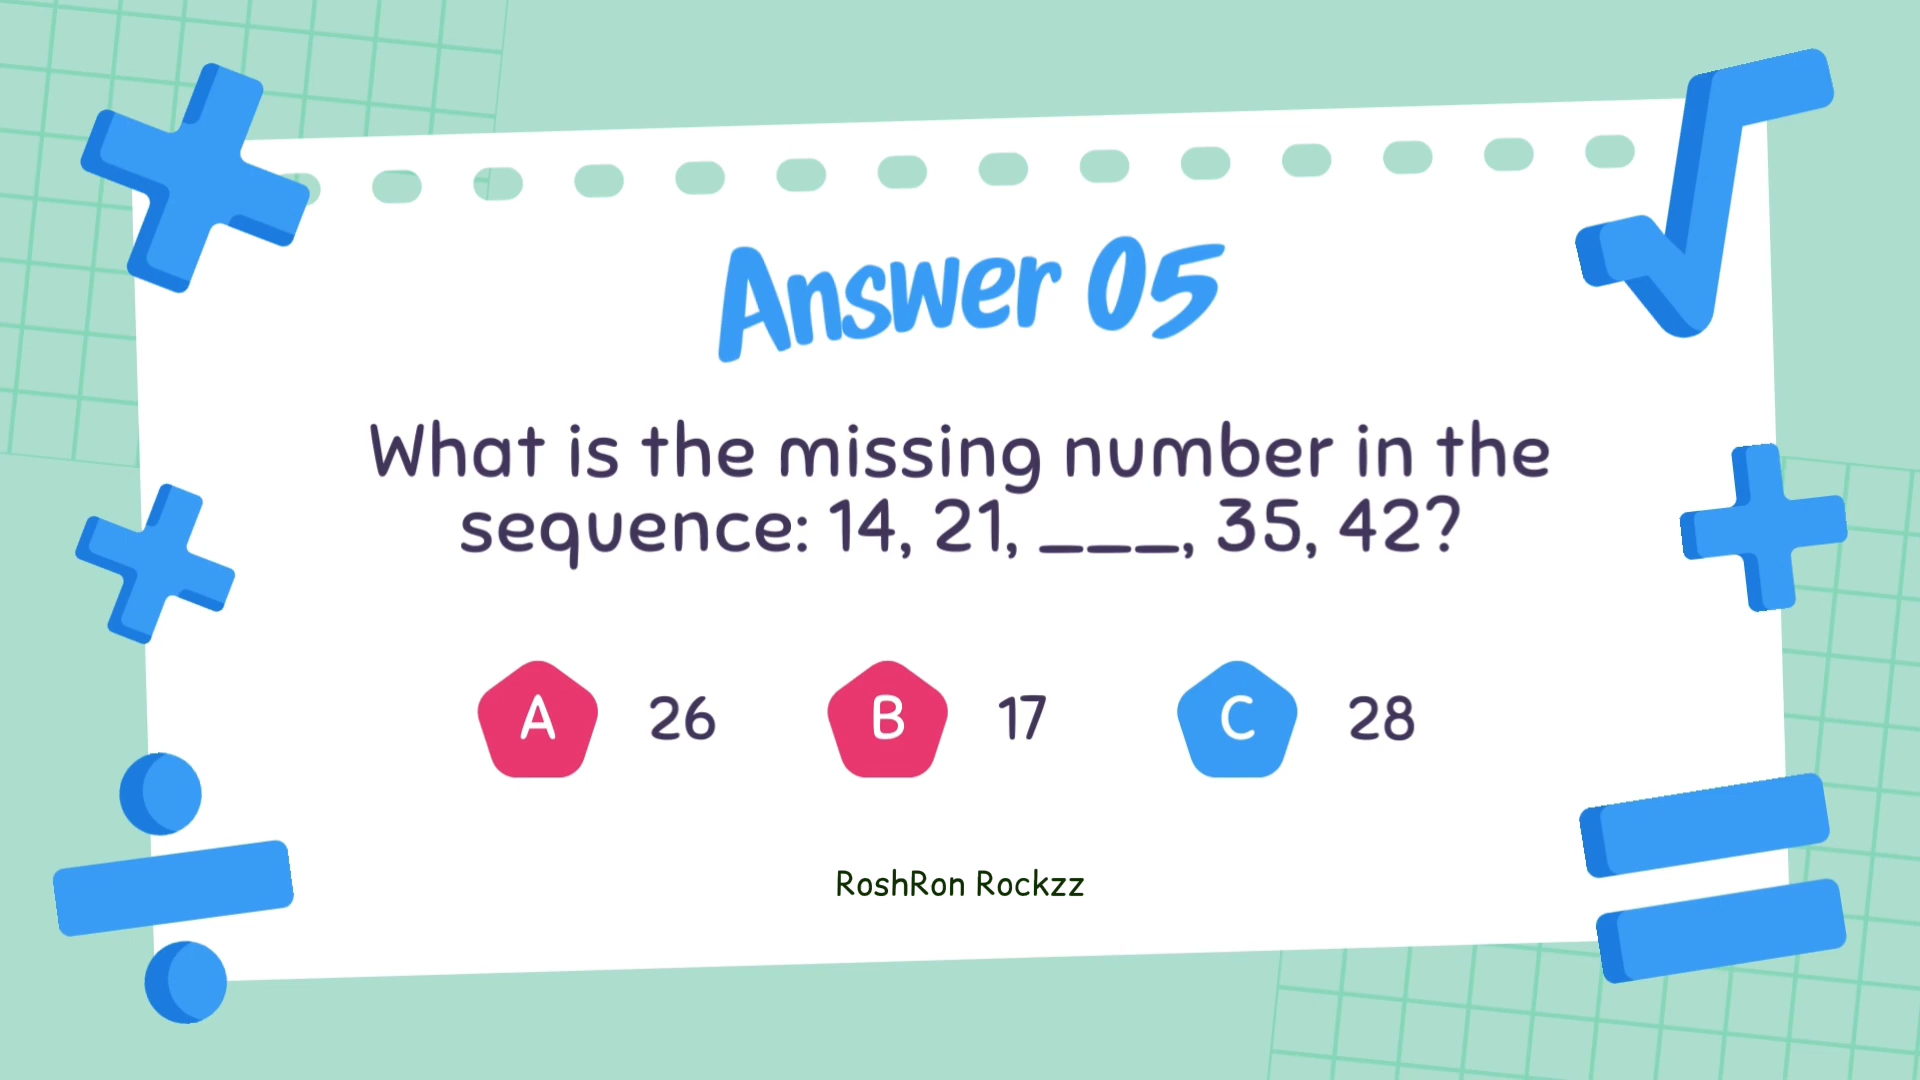 Answer 05
What is the missing number in the
sequence: 14, 21, ___, 35, 42?
A 26 B 17 C 28
RoshRon Rockzz